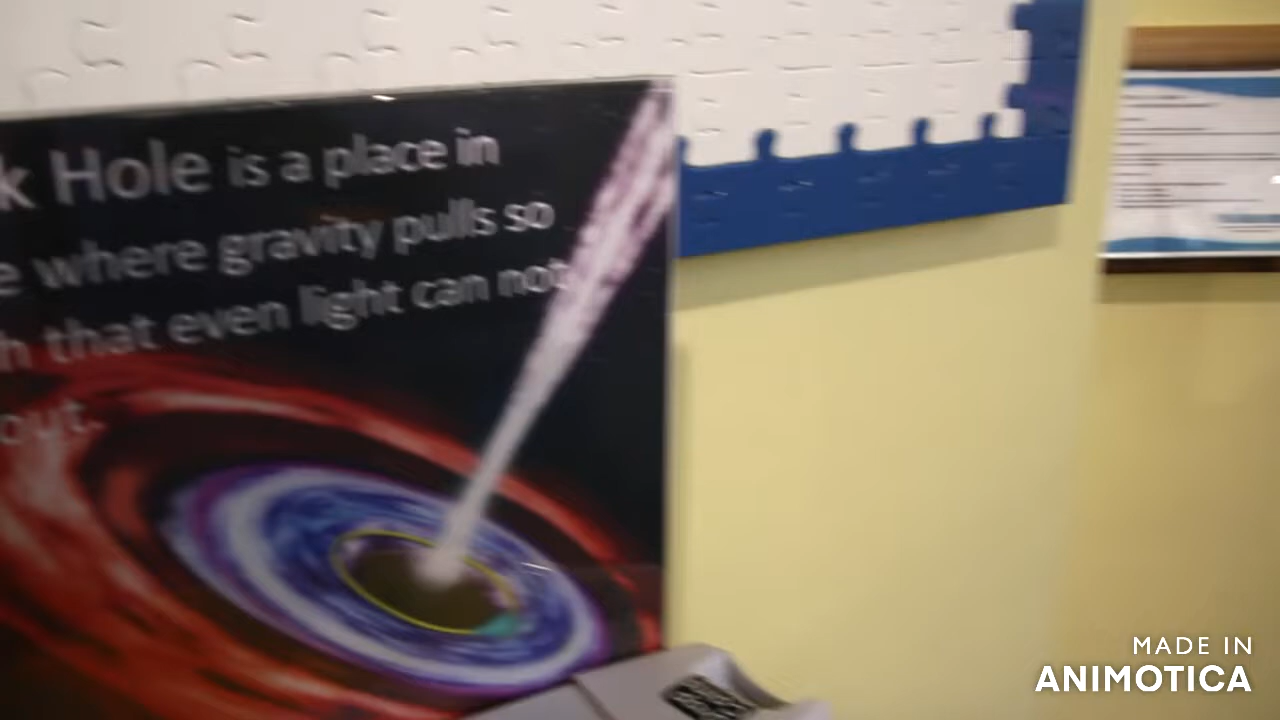 k Hole is a place in
e where gravity pulls so
h that even light can not
out.
MADE IN
ANIMOTICA